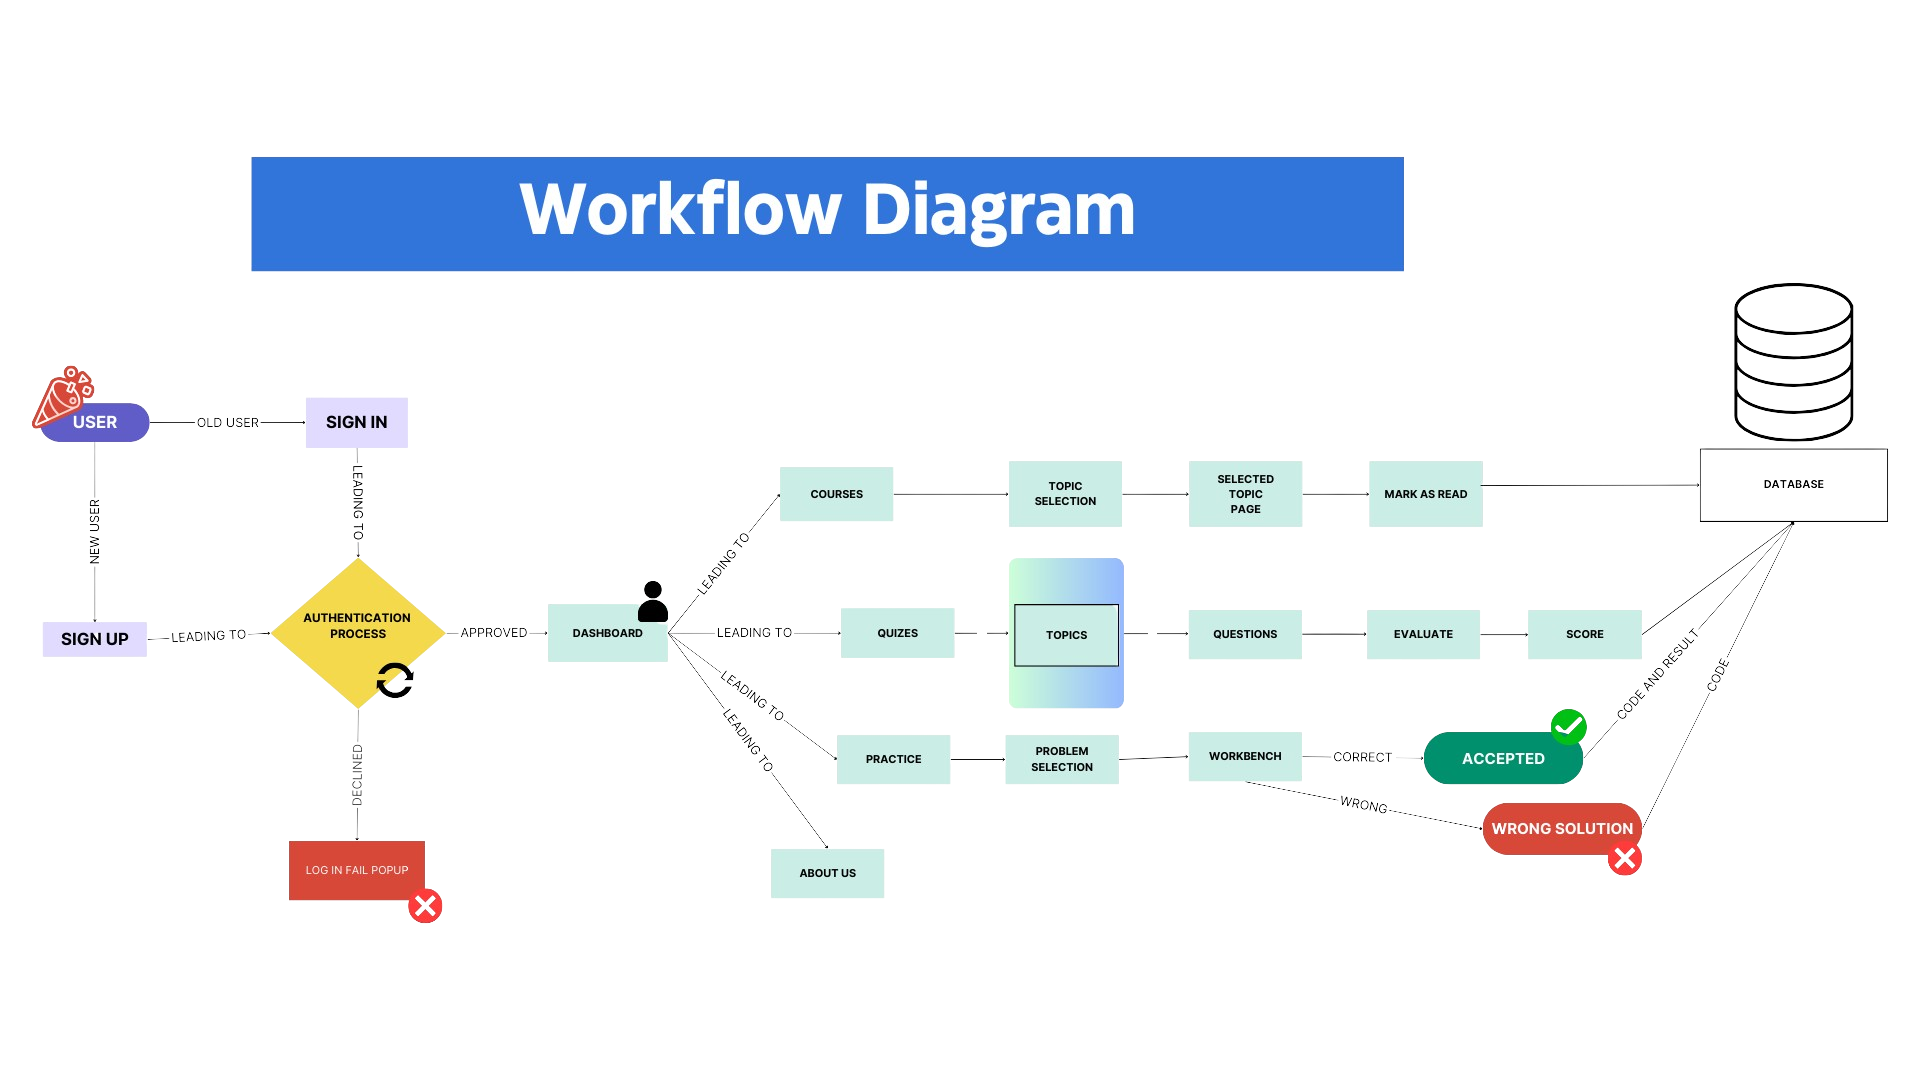 Workflow Diagram
USER
OLD USER
SIGN IN
NEW USER
LEADING TO
SIGN UP
LEADING TO
AUTHENTICATION
PROCESS
APPROVED
DECLINED
LOG IN FAIL POPUP
DASHBOARD
LEADING TO
LEADING TO
LEADING TO
LEADING TO
COURSES
TOPIC
SELECTION
SELECTED
TOPIC
PAGE
MARK AS READ
DATABASE
QUIZES
TOPICS
QUESTIONS
EVALUATE
SCORE
PRACTICE
PROBLEM
SELECTION
WORKBENCH
CORRECT
ACCEPTED
CODE AND RESULT
CODE
WRONG
WRONG SOLUTION
ABOUT US